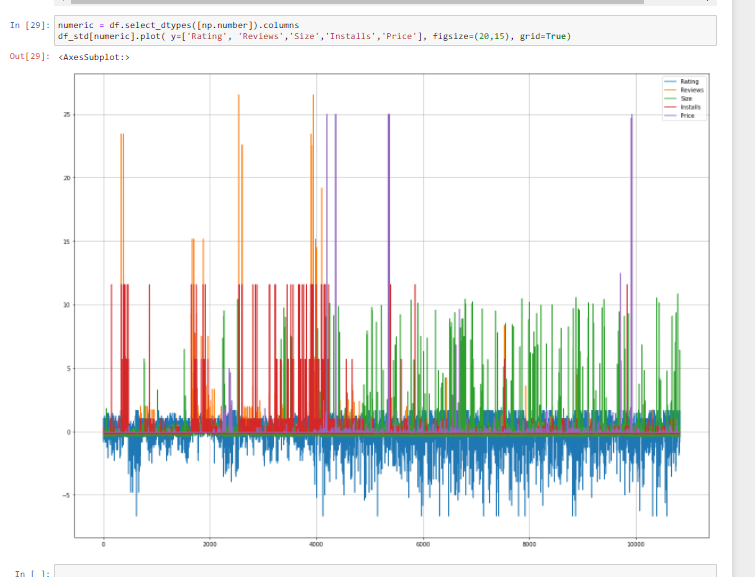 In [29]:
numeric = df.select_dtypes([np.number]).columns
df_std[numeric].plot( y=['Rating', 'Reviews','Size','Installs','Price'], figsize=(20,15), grid=True)
Out[29]: <AxesSubplot:>
Rating
Reviews
Size
Installs
Price
25
20
15
10
5
0
−5
0 2000 4000 6000 8000 10000
In [ ]: